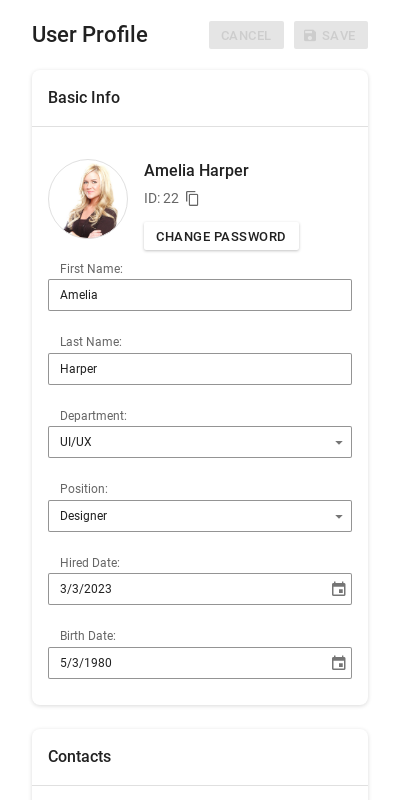 User Profile
CANCEL
SAVE
Basic Info
Amelia Harper
ID: 22
CHANGE PASSWORD
First Name:
Amelia
Last Name:
Harper
Department:
UI/UX
Position:
Designer
Hired Date:
3/3/2023
Birth Date:
5/3/1980
Contacts